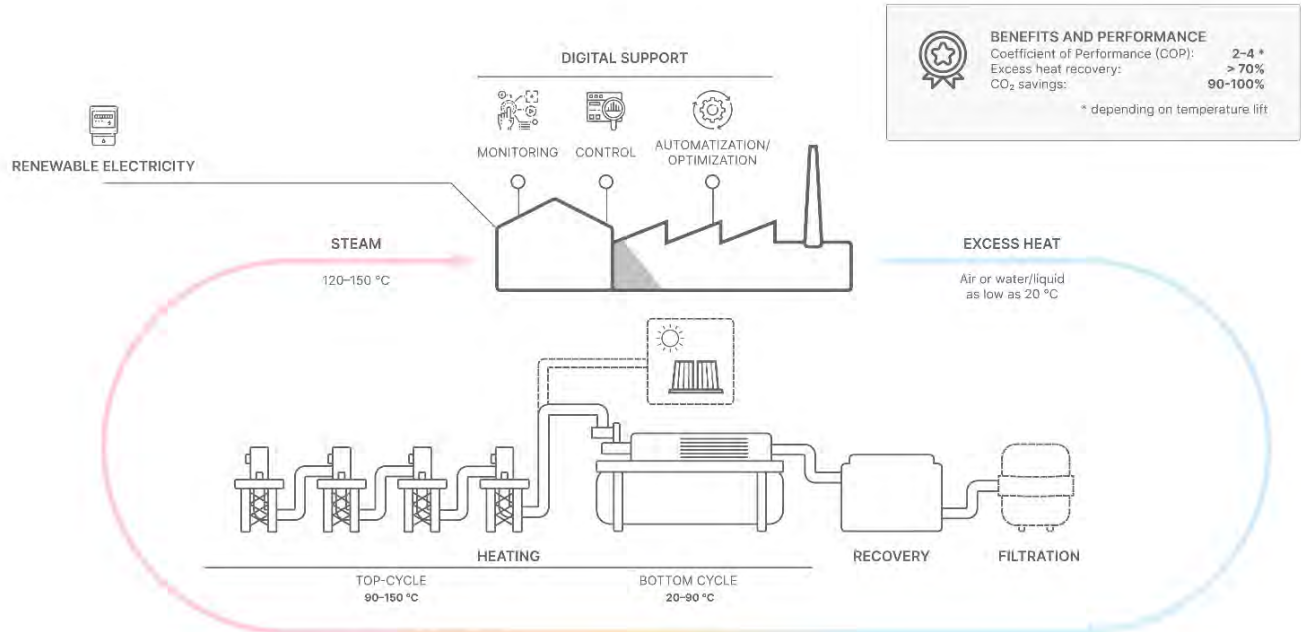 BENEFITS AND PERFORMANCE
Coefficient of Performance (COP): 2–4 *
Excess heat recovery: > 70%
CO₂ savings: 90-100%
* depending on temperature lift
DIGITAL SUPPORT
MONITORING
CONTROL
AUTOMATIZATION/
OPTIMIZATION
RENEWABLE ELECTRICITY
STEAM
120–150 °C
EXCESS HEAT
Air or water/liquid
as low as 20 °C
HEATING
RECOVERY
FILTRATION
TOP-CYCLE
90–150 °C
BOTTOM CYCLE
20–90 °C